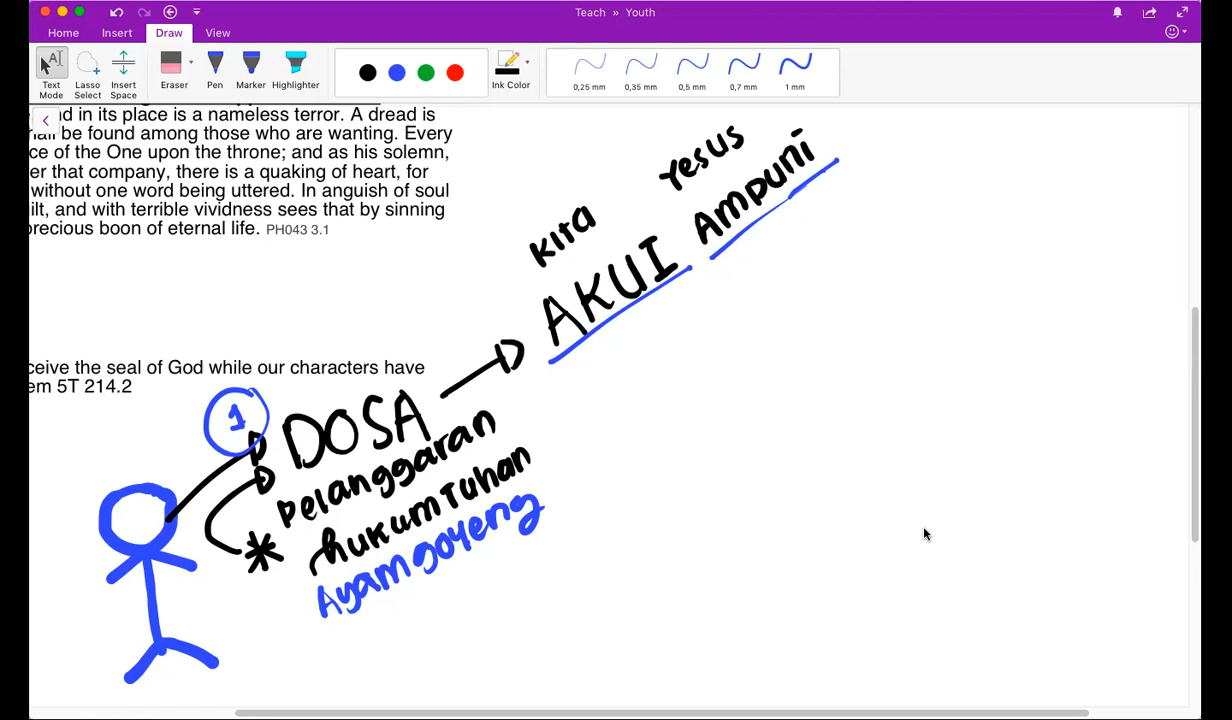 Teach » Youth
Home Insert Draw View
Text Mode
Lasso Select
Insert Space
Eraser
Pen
Marker
Highlighter
Ink Color
0,25 mm
0,35 mm
0,5 mm
0,7 mm
1 mm
nd in its place is a nameless terror. A dread is
be found among those who are wanting. Every
ce of the One upon the throne; and as his solemn,
er that company, there is a quaking of heart, for
without one word being uttered. In anguish of soul
ilt, and with terrible vividness sees that by sinning
precious boon of eternal life. PH043 3.1
ceive the seal of God while our characters have
em 5T 214.2
Yesus
Ampuni
kita
AKUI
1
DOSA
Pelanggaran
* hukum Tuhan
Ayam goyeng